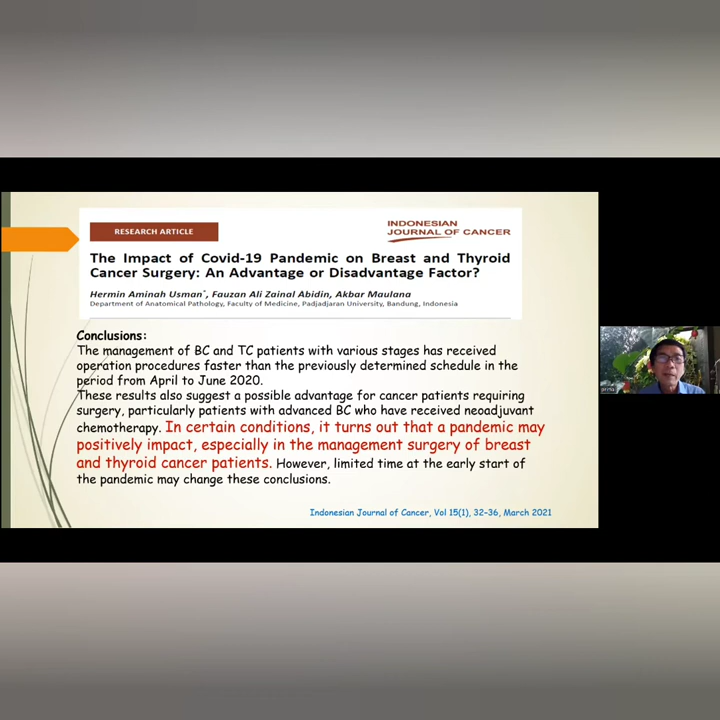 RESEARCH ARTICLE
INDONESIAN
JOURNAL OF CANCER
The Impact of Covid-19 Pandemic on Breast and Thyroid
Cancer Surgery: An Advantage or Disadvantage Factor?
Hermin Aminah Usman*, Fauzan Ali Zainal Abidin, Akbar Maulana
Department of Anatomical Pathology, Faculty of Medicine, Padjadjaran University, Bandung, Indonesia
Conclusions:
The management of BC and TC patients with various stages has received
operation procedures faster than the previously determined schedule in the
period from April to June 2020.
These results also suggest a possible advantage for cancer patients requiring
surgery, particularly patients with advanced BC who have received neoadjuvant
chemotherapy. In certain conditions, it turns out that a pandemic may
positively impact, especially in the management surgery of breast
and thyroid cancer patients. However, limited time at the early start of
the pandemic may change these conclusions.
Indonesian Journal of Cancer, Vol 15(1), 32–36, March 2021